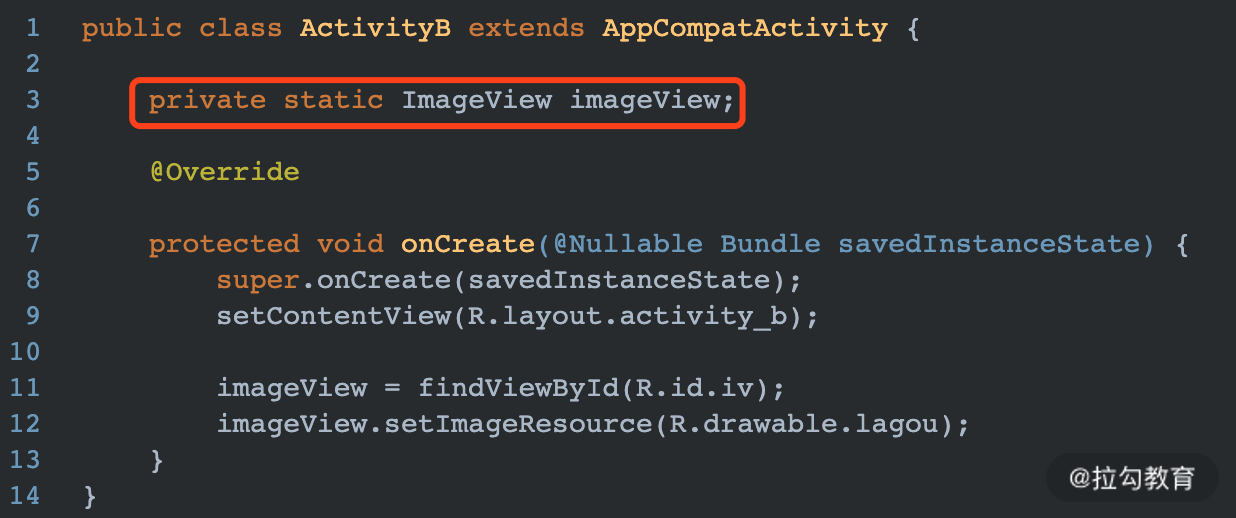 1 public class ActivityB extends AppCompatActivity {
2
3 private static ImageView imageView;
4
5 @Override
6
7 protected void onCreate(@Nullable Bundle savedInstanceState) {
8 super.onCreate(savedInstanceState);
9 setContentView(R.layout.activity_b);
10
11 imageView = findViewById(R.id.iv);
12 imageView.setImageResource(R.drawable.lagou);
13 }
14 }
@拉勾教育